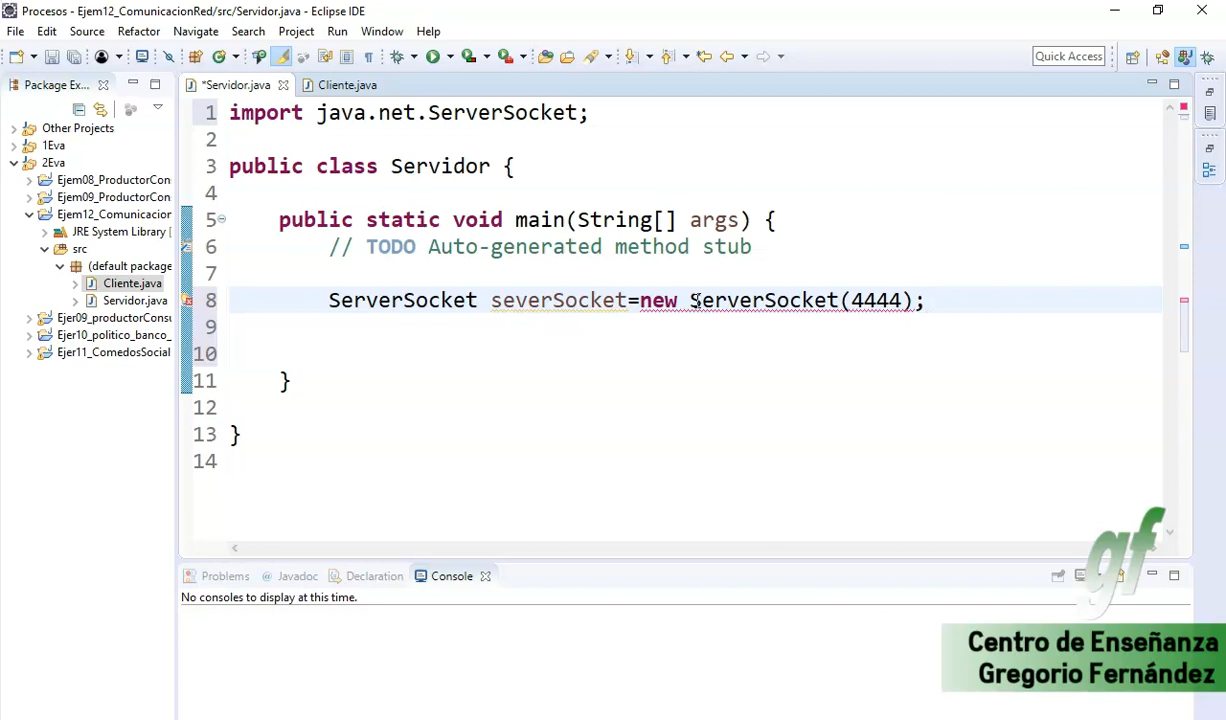 Procesos - Ejem12_ComunicacionRed/src/Servidor.java - Eclipse IDE
File Edit Source Refactor Navigate Search Project Run Window Help
Quick Access
Package Ex...
*Servidor.java
Cliente.java
Other Projects
1Eva
2Eva
Ejem08_ProductorCon
Ejem09_ProductorCon
Ejem12_Comunicacion
JRE System Library [
src
(default package
Cliente.java
Servidor.java
Ejer09_productorConsu
Ejer10_politico_banco_
Ejer11_ComedosSocial
1 import java.net.ServerSocket;
2
3 public class Servidor {
4
5 public static void main(String[] args) {
6 // TODO Auto-generated method stub
7
8 ServerSocket severSocket=new ServerSocket(4444);
9
10
11 }
12
13 }
14
Problems @ Javadoc Declaration Console
No consoles to display at this time.
gf
Centro de Enseñanza
Gregorio Fernández